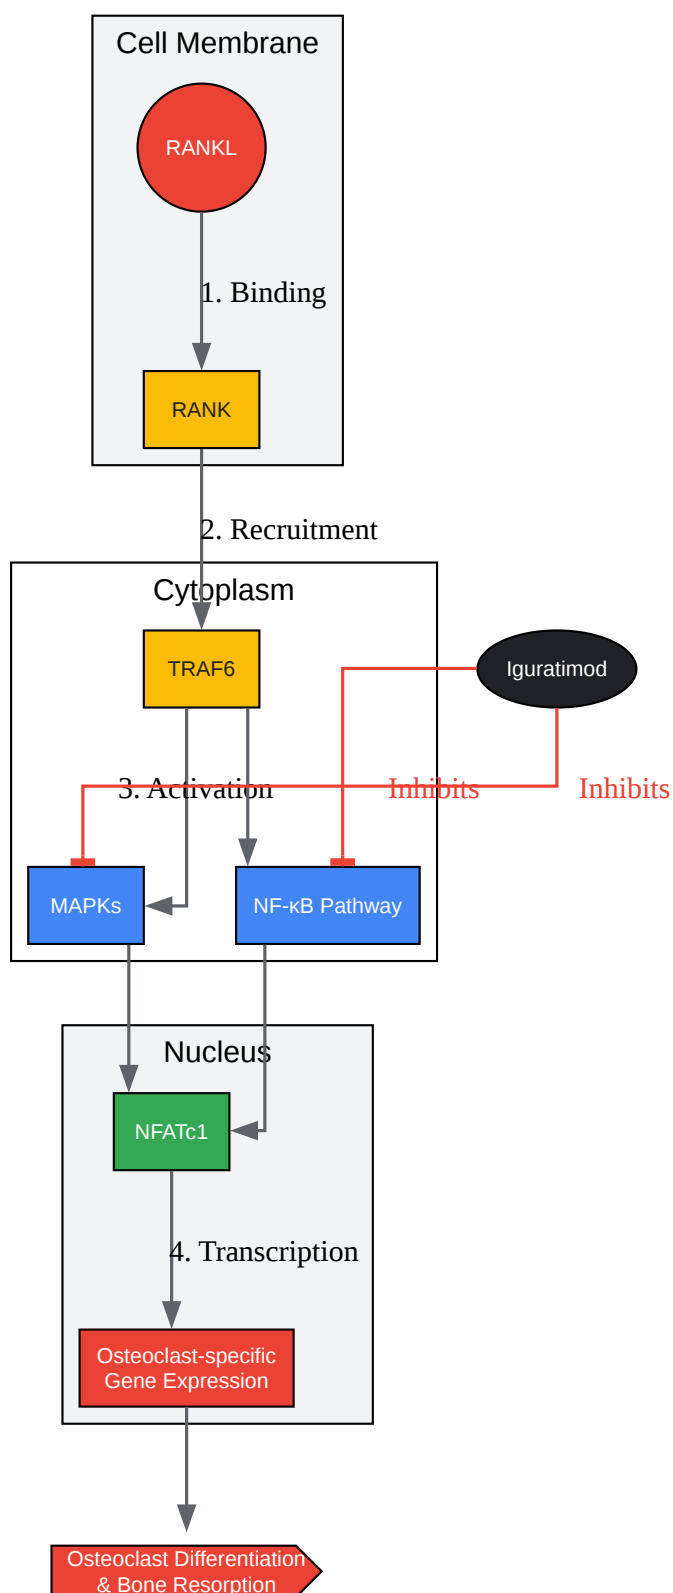 Cell Membrane
RANKL
1. Binding
RANK
2. Recruitment
Cytoplasm
TRAF6
Iguratimod
3. Activation
Inhibits
Inhibits
MAPKs
NF-κB Pathway
Nucleus
NFATc1
4. Transcription
Osteoclast-specific
Gene Expression
Osteoclast Differentiation
& Bone Resorption